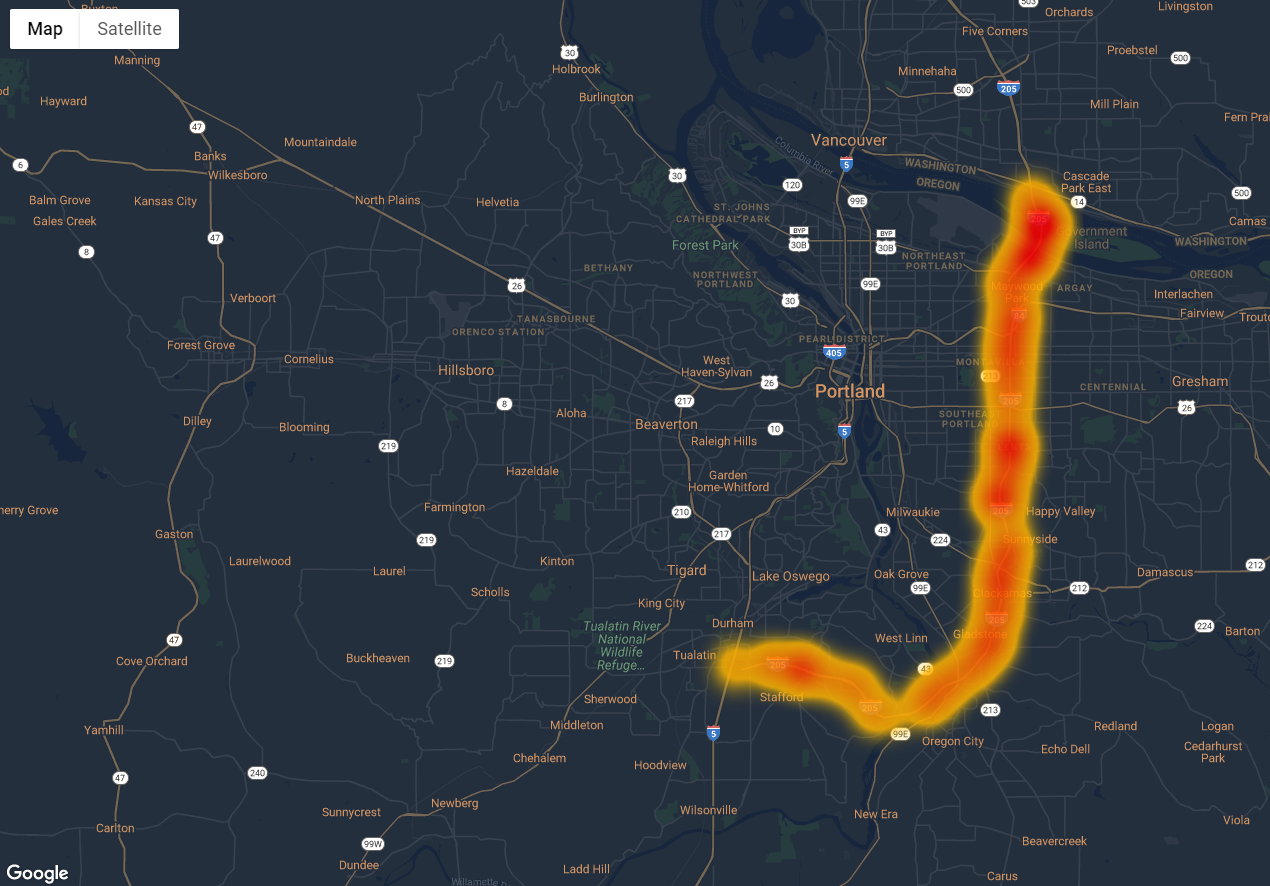 Buxton
503
Orchards
Livingston
Map
Satellite
Five Corners
30
Holbrook
Proebstel
500
Manning
Minnehaha
205
500
Hayward
Burlington
Mill Plain
Fern Prai
47
Mountaindale
Vancouver
Columbia River
Banks
6
5
WASHINGTON
Wilkesboro
30
120
OREGON
Cascade
Park East
500
Balm Grove
Kansas City
North Plains
Helvetia
99E
14
ST. JOHNS
CATHEDRAL PARK
205
Gales Creek
Camas
BYP
30B
BYP
30B
Government
Island
47
8
Forest Park
WASHINGTON
NORTHEAST
PORTLAND
BETHANY
NORTHWEST
PORTLAND
OREGON
26
99E
Maywood
Park
ARGAY
Interlachen
Verboort
30
84
Fairview
Trouto
TANASBOURNE
ORENCO STATION
PEARL DISTRICT
Forest Grove
405
Cornelius
West
Haven-Sylvan
MONTAVILLA
Hillsboro
213
26
CENTENNIAL
Gresham
Portland
217
8
205
26
Dilley
Aloha
SOUTHEAST
PORTLAND
Blooming
Beaverton
10
5
Raleigh Hills
219
Hazeldale
Garden
Home-Whitford
herry Grove
Farmington
210
Milwaukie
205
Happy Valley
Gaston
219
217
43
224
Sunnyside
Laurelwood
Kinton
Laurel
Tigard
Lake Oswego
Oak Grove
Damascus
212
Scholls
99E
Clackamas
212
King City
Tualatin River
National
Wildlife
Refuge...
Durham
205
224
Barton
47
West Linn
Gladstone
Cove Orchard
Buckheaven
219
Tualatin
205
43
Sherwood
Stafford
205
213
Yamhill
Middleton
5
99E
Redland
Logan
Oregon City
Echo Dell
Cedarhurst
Park
Chehalem
Hoodview
47
240
Newberg
Sunnycrest
Wilsonville
New Era
Viola
Carlton
99W
Beavercreek
Dundee
Ladd Hill
Google
Carus